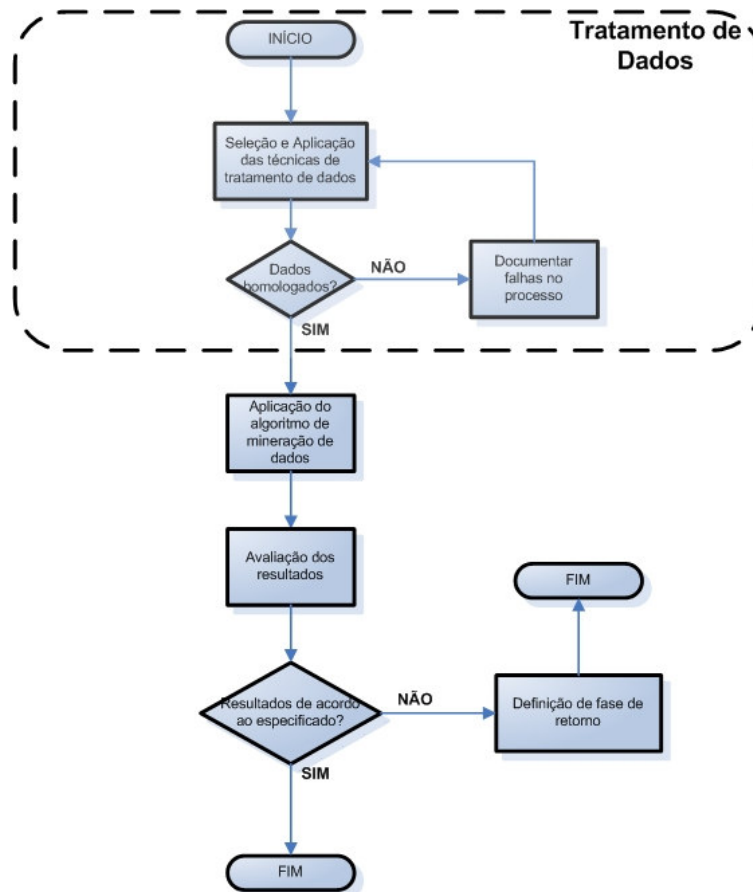 INÍCIO
Tratamento de
Dados
Seleção e Aplicação
das técnicas de
tratamento de dados
Dados
homologados?
NÃO
Documentar
falhas no
processo
SIM
Aplicação do
algoritmo de
mineração de
dados
Avaliação dos
resultados
FIM
Resultados de acordo
ao especificado?
NÃO
Definição de fase de
retorno
SIM
FIM